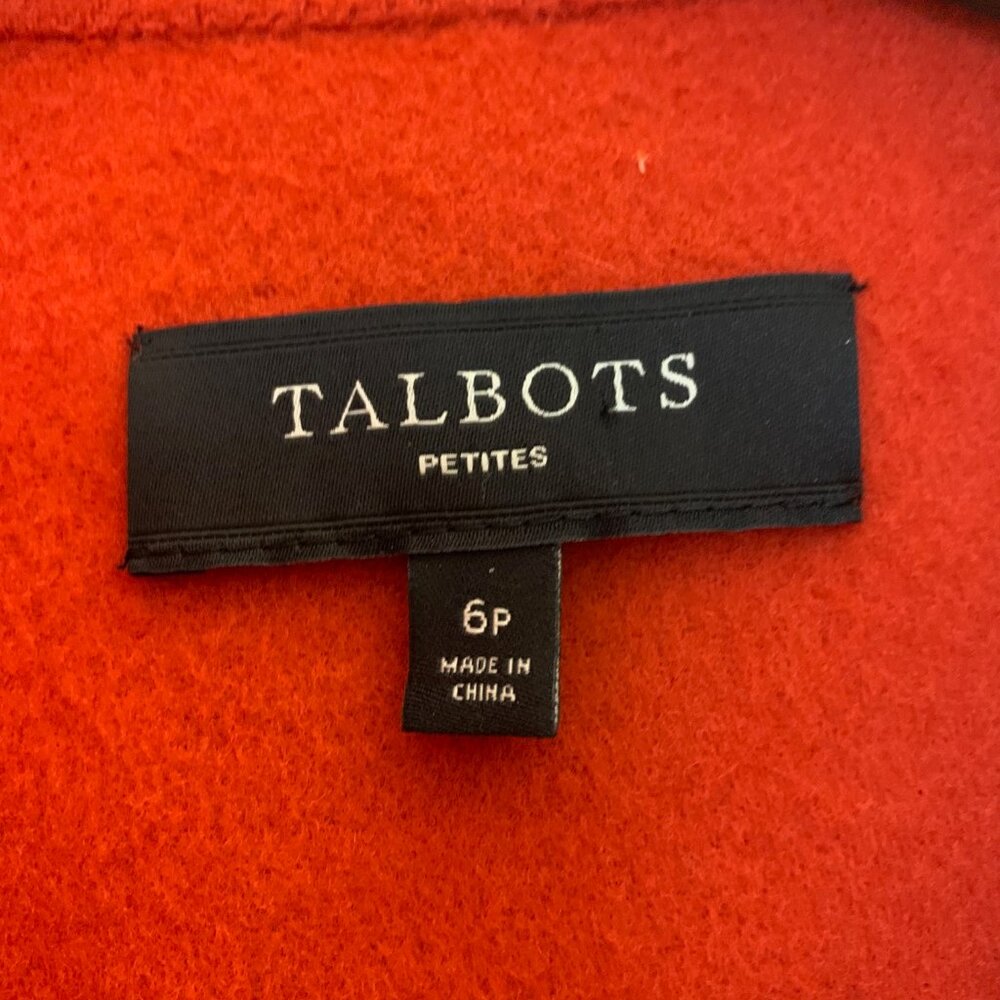 TALBOTS
PETITES
6P
MADE IN
CHINA